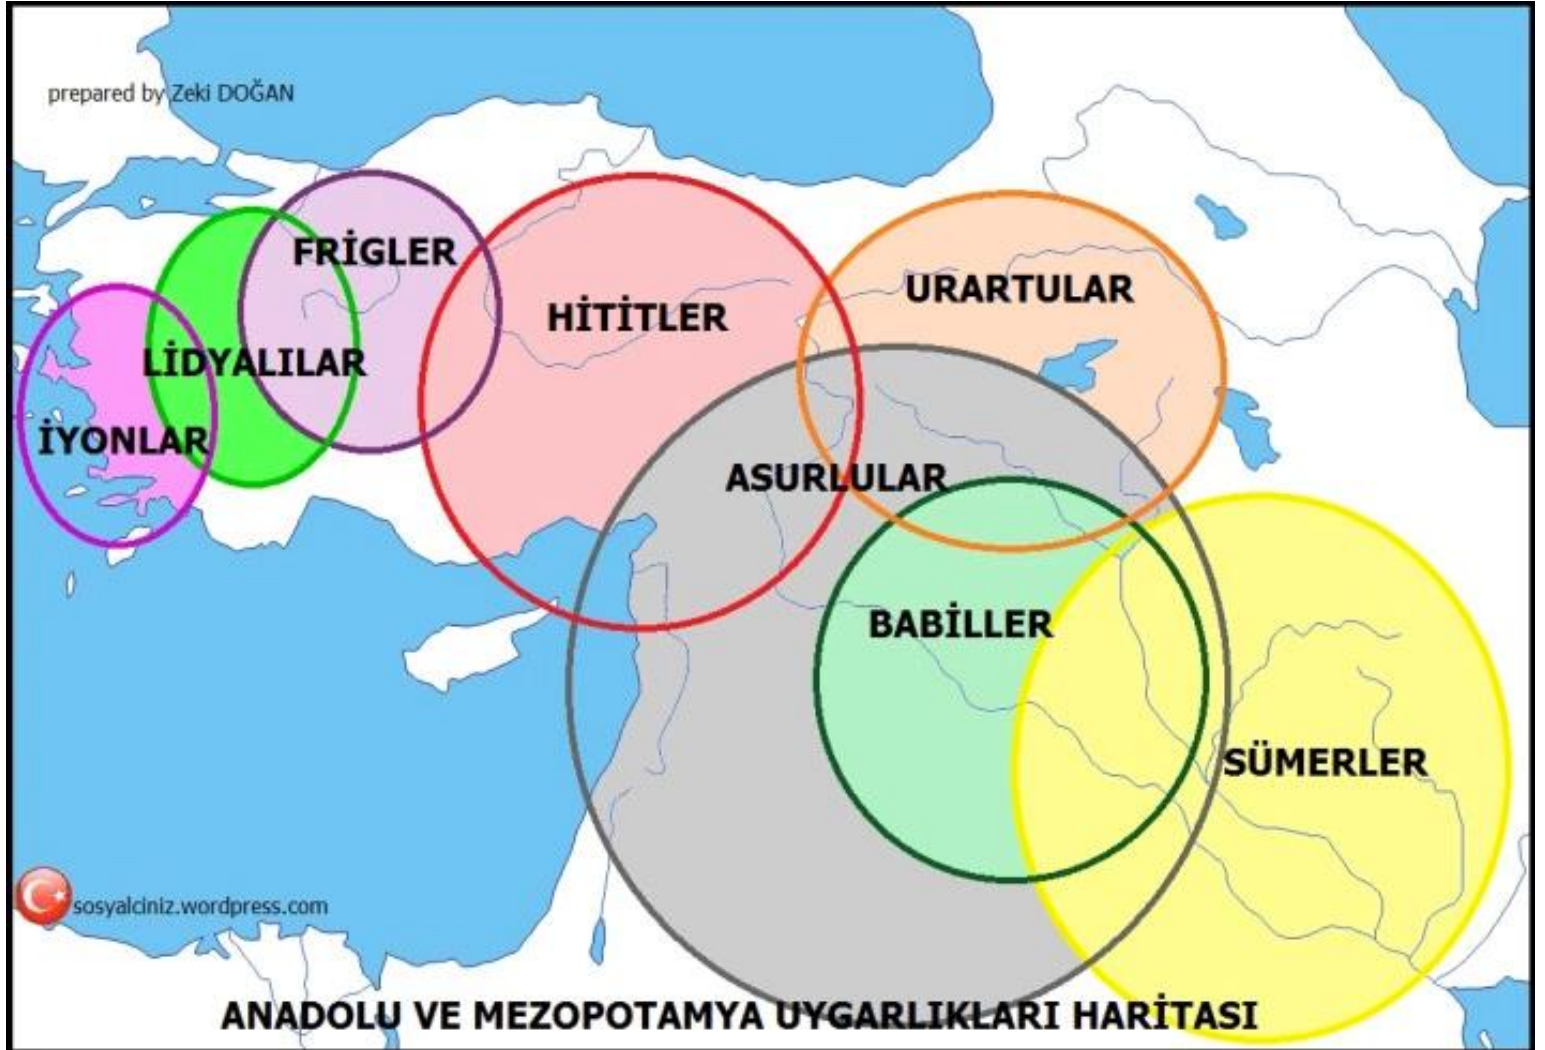 prepared by Zeki DOĞAN
FRİGLER
HİTİTLER
URARTULAR
LİDYALILAR
İYONLAR
ASURLULAR
BABİLLER
SÜMERLER
sosyalciniz.wordpress.com
ANADOLU VE MEZOPOTAMYA UYGARLIKLARI HARİTASI